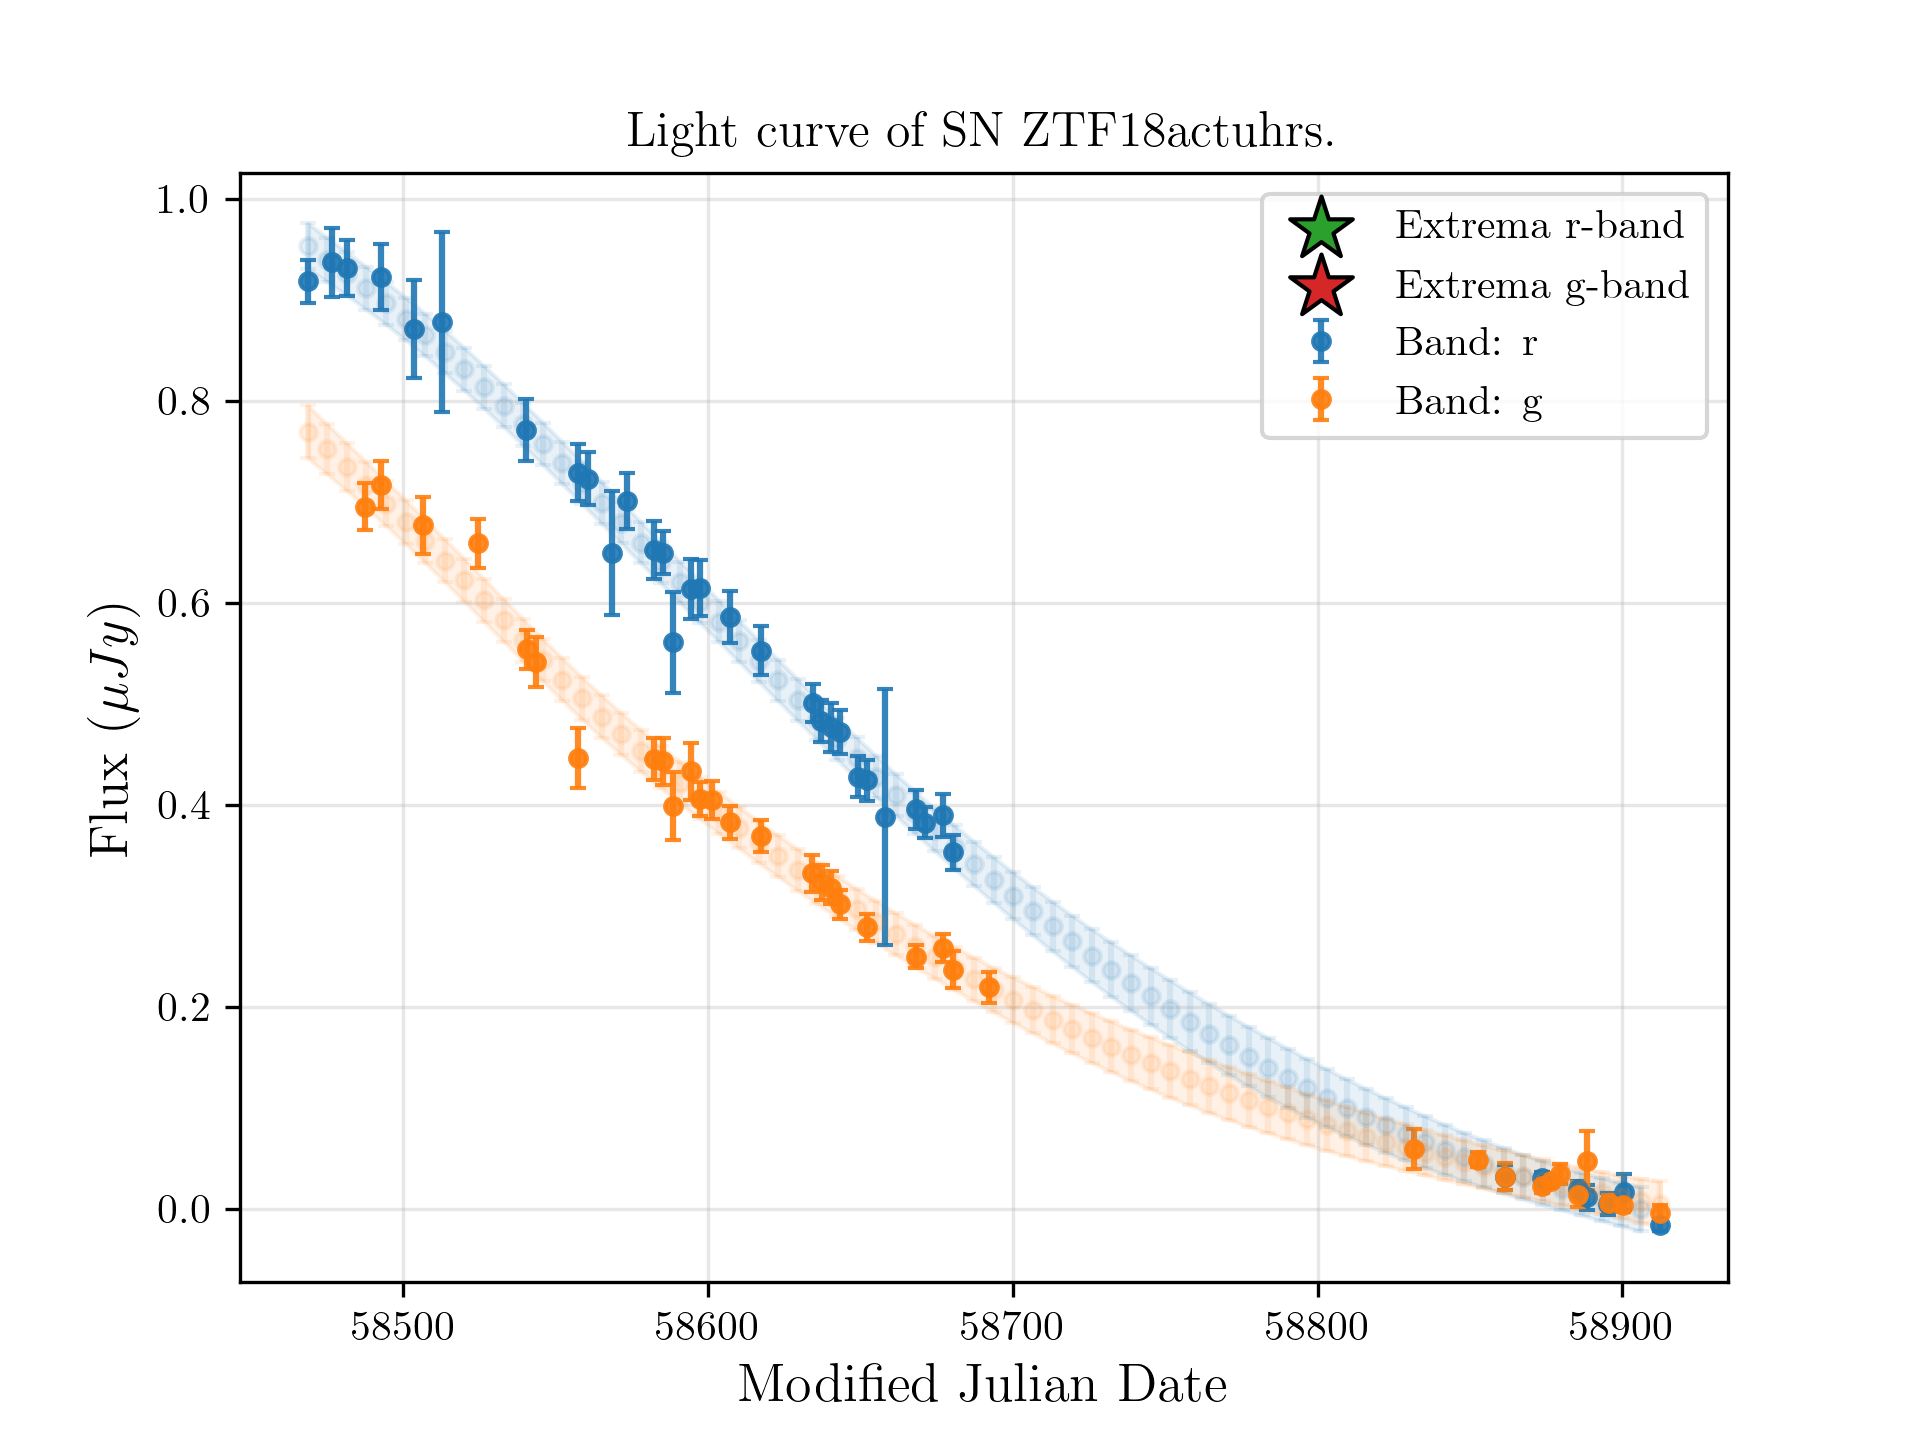 Light curve of SN ZTF18actuhrs.
1.0
0.8
0.6
0.4
0.2
0.0
Flux (μJy)
Extrema r-band
Extrema g-band
Band: r
Band: g
58500 58600 58700 58800 58900
Modified Julian Date